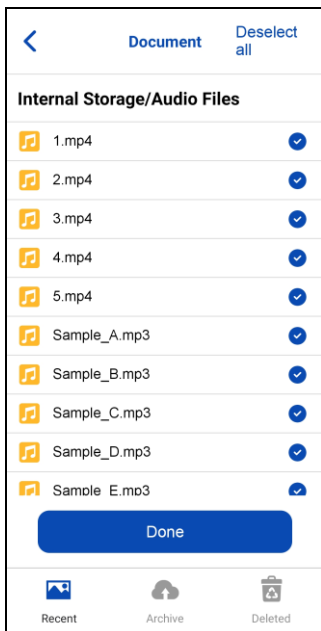 Document
Deselect
all
Internal Storage/Audio Files
1.mp4
2.mp4
3.mp4
4.mp4
5.mp4
Sample_A.mp3
Sample_B.mp3
Sample_C.mp3
Sample_D.mp3
Sample_E.mp3
Done
Recent Archive Deleted